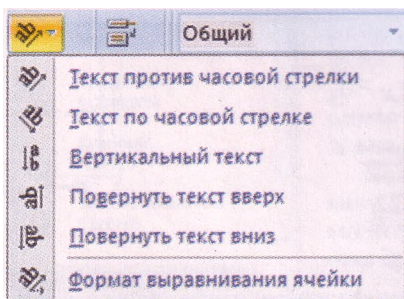 Общий
Текст против часовой стрелки
Текст по часовой стрелке
Вертикальный текст
Повернуть текст вверх
Повернуть текст вниз
Формат выравнивания ячейки